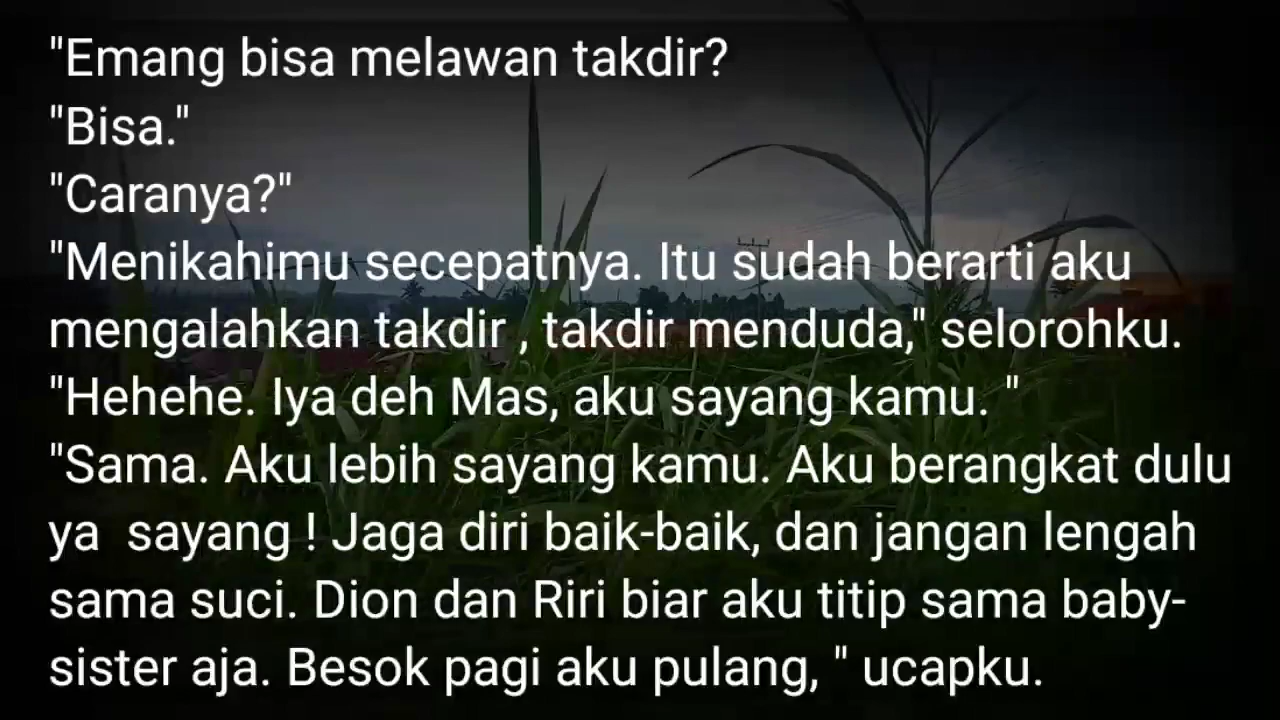 "Emang bisa melawan takdir?
"Bisa."
"Caranya?"
"Menikahimu secepatnya. Itu sudah berarti aku
mengalahkan takdir , takdir menduda," selorohku.
"Hehehe. Iya deh Mas, aku sayang kamu. "
"Sama. Aku lebih sayang kamu. Aku berangkat dulu
ya  sayang ! Jaga diri baik-baik, dan jangan lengah
sama suci. Dion dan Riri biar aku titip sama baby-
sister aja. Besok pagi aku pulang, " ucapku.